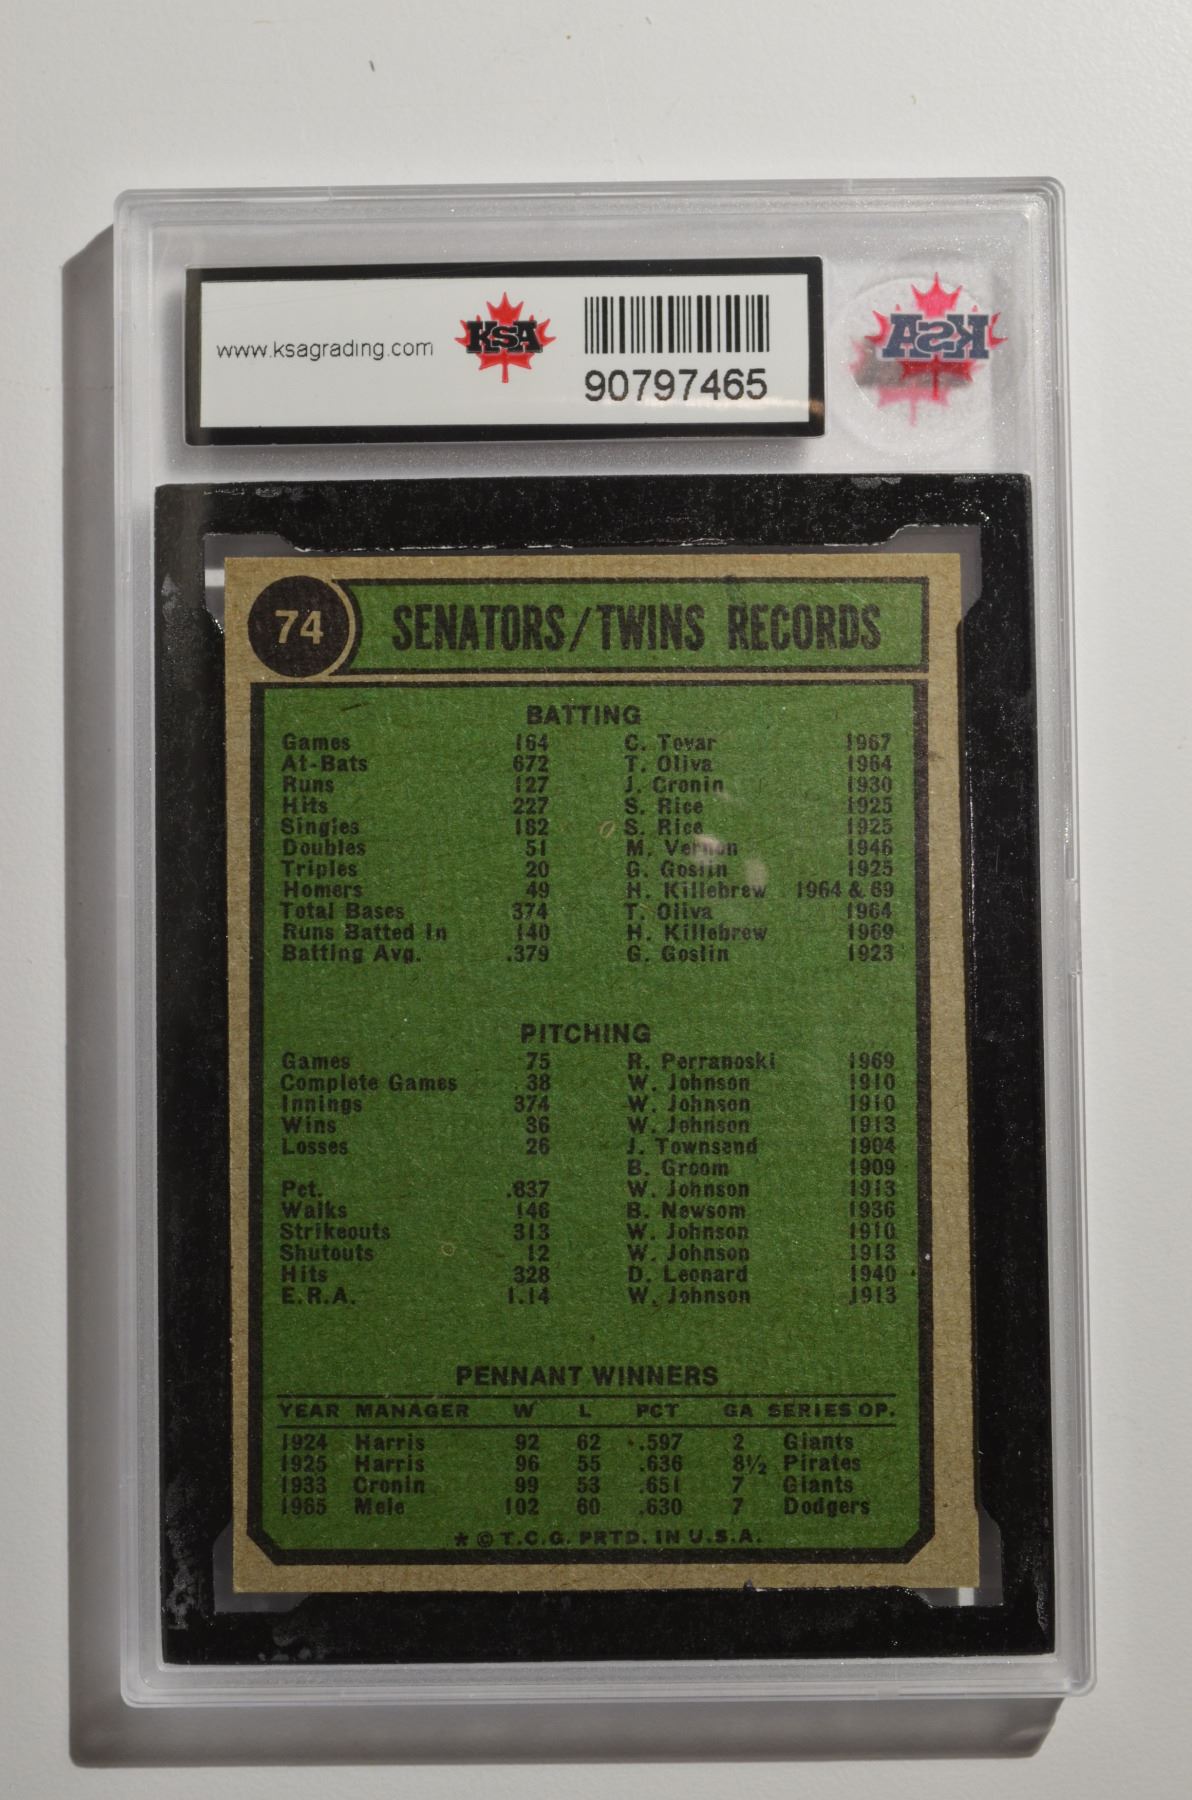 www.ksagrading.com
KSA
90797465
KSA
74
SENATORS/TWINS RECORDS
BATTING
Games 164 C. Tovar 1967
At-Bats 672 T. Oliva 1964
Runs 127 J. Cronin 1930
Hits 227 S. Rice 1925
Singles 182 S. Rice 1925
Doubles 51 M. Vernon 1946
Triples 20 G. Goslin 1925
Homers 49 H. Killebrew 1964 & 69
Total Bases 374 T. Oliva 1964
Runs Batted In 140 H. Killebrew 1969
Batting Avg. .379 G. Goslin 1923
PITCHING
Games 75 R. Perranoski 1969
Complete Games 38 W. Johnson 1910
Innings 374 W. Johnson 1910
Wins 36 W. Johnson 1913
Losses 26 J. Townsend 1904
B. Groom 1909
Pct. .837 W. Johnson 1913
Walks 146 B. Newsom 1936
Strikeouts 313 W. Johnson 1910
Shutouts 12 W. Johnson 1913
Hits 328 D. Leonard 1940
E.R.A. 1.14 W. Johnson 1913
PENNANT WINNERS
YEAR MANAGER W L PCT GA SERIES OP.
1924 Harris 92 62 .597 2 Giants
1925 Harris 96 55 .636 8½ Pirates
1933 Cronin 99 53 .651 7 Giants
1965 Mele 102 60 .630 7 Dodgers
* © T.C.G. PRTD. IN U.S.A.